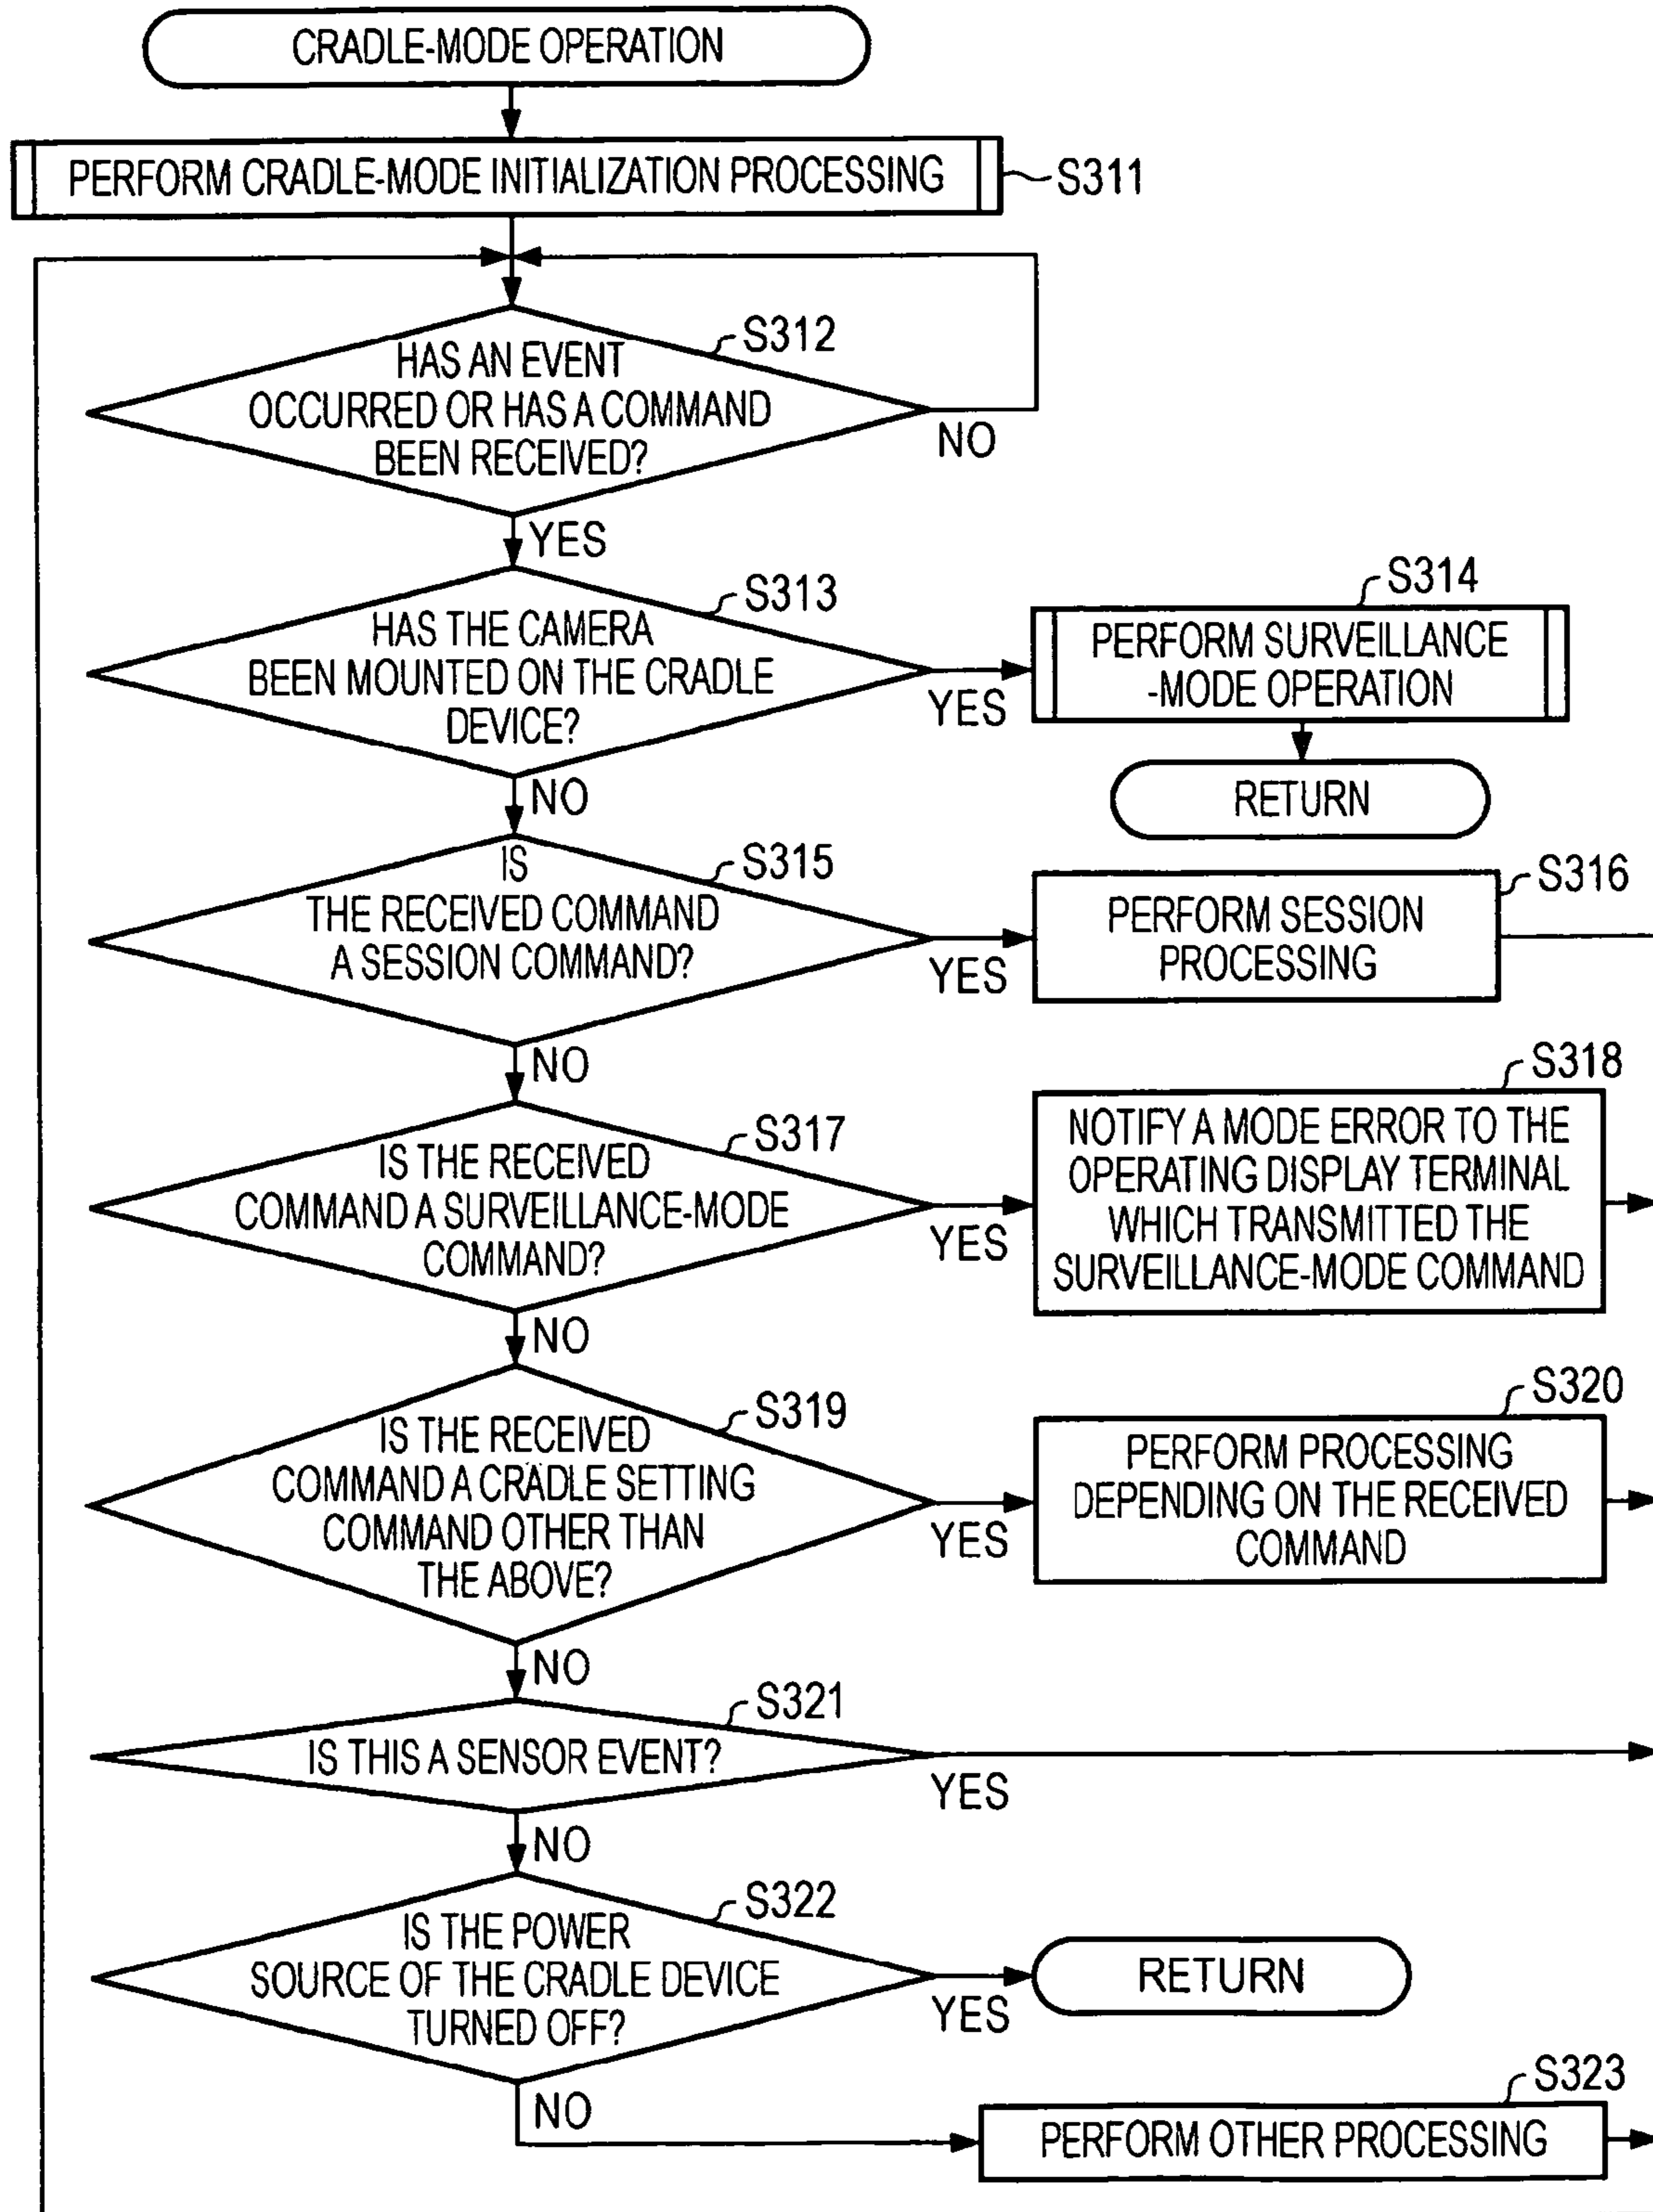 CRADLE-MODE OPERATION
PERFORM CRADLE-MODE INITIALIZATION PROCESSING
S311
S312
HAS AN EVENT
OCCURRED OR HAS A COMMAND
BEEN RECEIVED?
NO
YES
S313
HAS THE CAMERA
BEEN MOUNTED ON THE CRADLE
DEVICE?
YES
S314
PERFORM SURVEILLANCE
-MODE OPERATION
RETURN
NO
S315
IS
THE RECEIVED COMMAND
A SESSION COMMAND?
YES
S316
PERFORM SESSION
PROCESSING
NO
S317
IS THE RECEIVED
COMMAND A SURVEILLANCE-MODE
COMMAND?
YES
S318
NOTIFY A MODE ERROR TO THE
OPERATING DISPLAY TERMINAL
WHICH TRANSMITTED THE
SURVEILLANCE-MODE COMMAND
NO
S319
IS THE RECEIVED
COMMAND A CRADLE SETTING
COMMAND OTHER THAN
THE ABOVE?
YES
S320
PERFORM PROCESSING
DEPENDING ON THE RECEIVED
COMMAND
NO
S321
IS THIS A SENSOR EVENT?
YES
NO
S322
IS THE POWER
SOURCE OF THE CRADLE DEVICE
TURNED OFF?
YES
RETURN
NO
S323
PERFORM OTHER PROCESSING